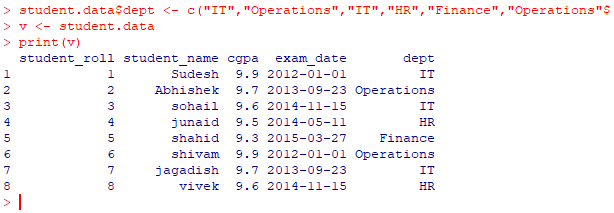 > student.data$dept <- c("IT","Operations","IT","HR","Finance","Operations"$
> v <- student.data
> print(v)
  student_roll student_name cgpa  exam_date       dept
1            1       Sudesh  9.9 2012-01-01         IT
2            2     Abhishek  9.7 2013-09-23 Operations
3            3       sohail  9.6 2014-11-15         IT
4            4       junaid  9.5 2014-05-11         HR
5            5       shahid  9.3 2015-03-27    Finance
6            6       shivam  9.9 2012-01-01 Operations
7            7     jagadish  9.7 2013-09-23         IT
8            8        vivek  9.6 2014-11-15         HR
>